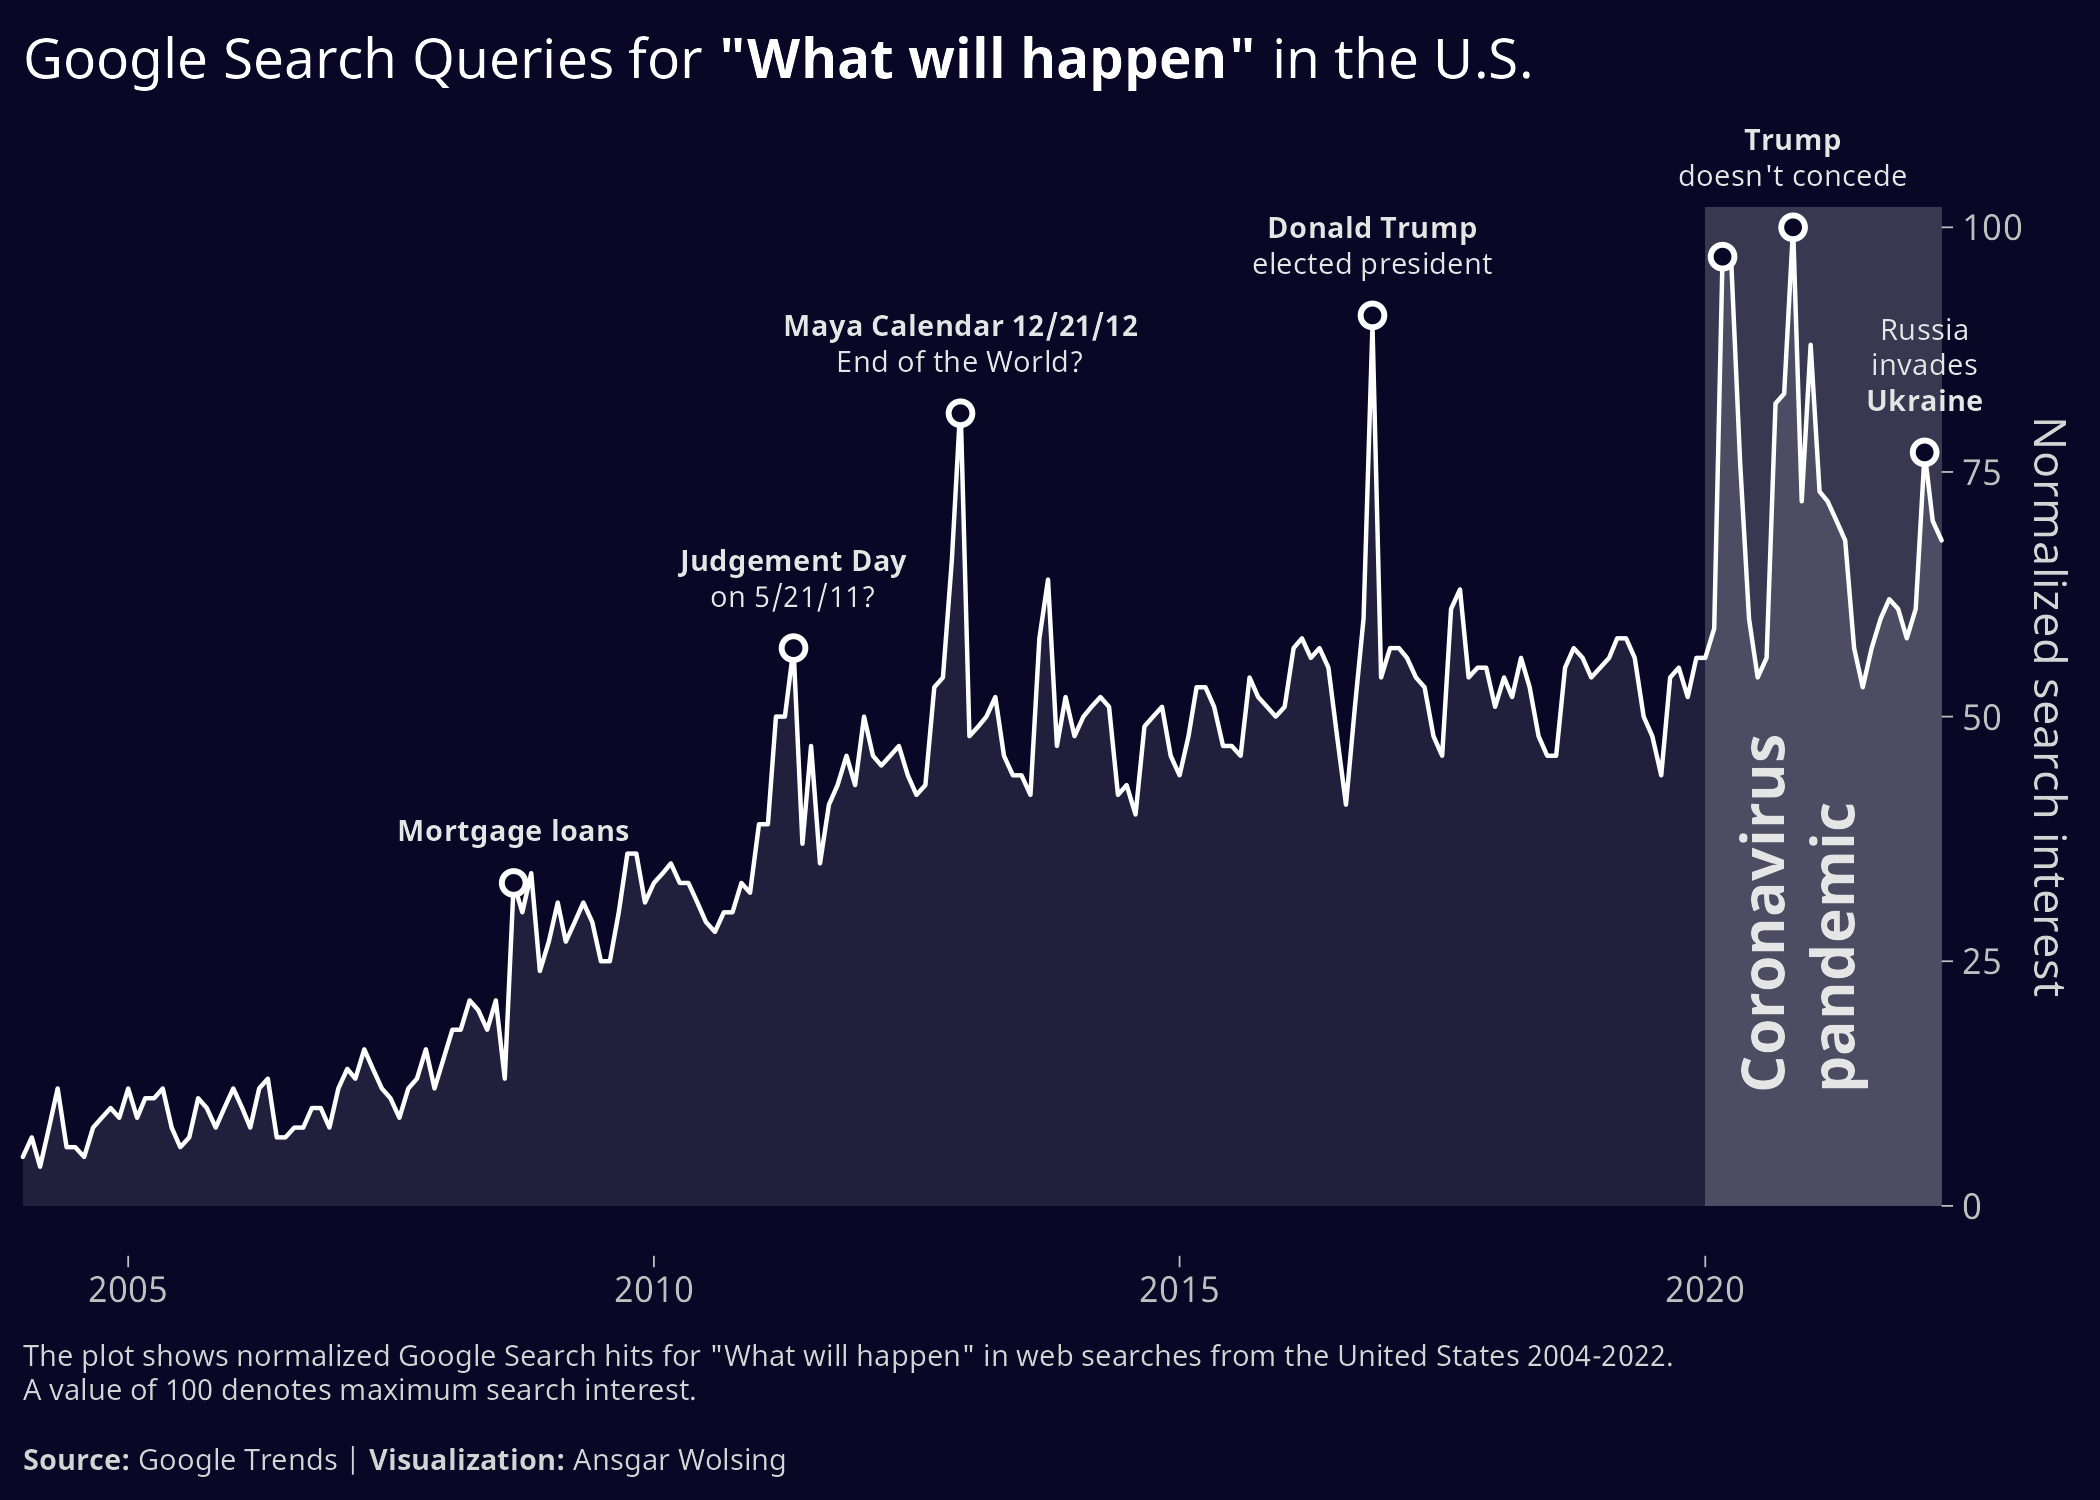 Google Search Queries for "What will happen" in the U.S.
Trump
doesn't concede
Donald Trump
elected president
Maya Calendar 12/21/12
End of the World?
Russia
invades
Ukraine
Judgement Day
on 5/21/11?
Mortgage loans
Coronavirus
pandemic
100
75
50
25
0
Normalized search interest
2005
2010
2015
2020
The plot shows normalized Google Search hits for "What will happen" in web searches from the United States 2004-2022.
A value of 100 denotes maximum search interest.
Source: Google Trends | Visualization: Ansgar Wolsing